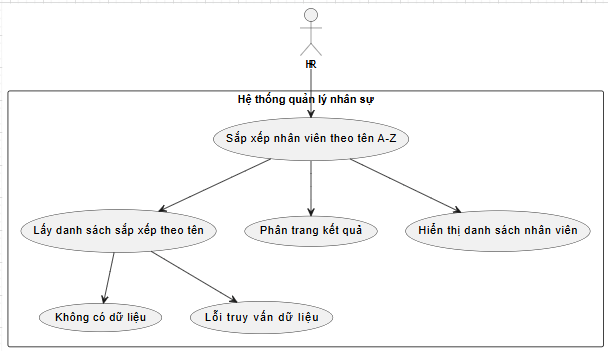 HR
Hệ thống quản lý nhân sự
Sắp xếp nhân viên theo tên A-Z
Lấy danh sách sắp xếp theo tên
Phân trang kết quả
Hiển thị danh sách nhân viên
Không có dữ liệu
Lỗi truy vấn dữ liệu